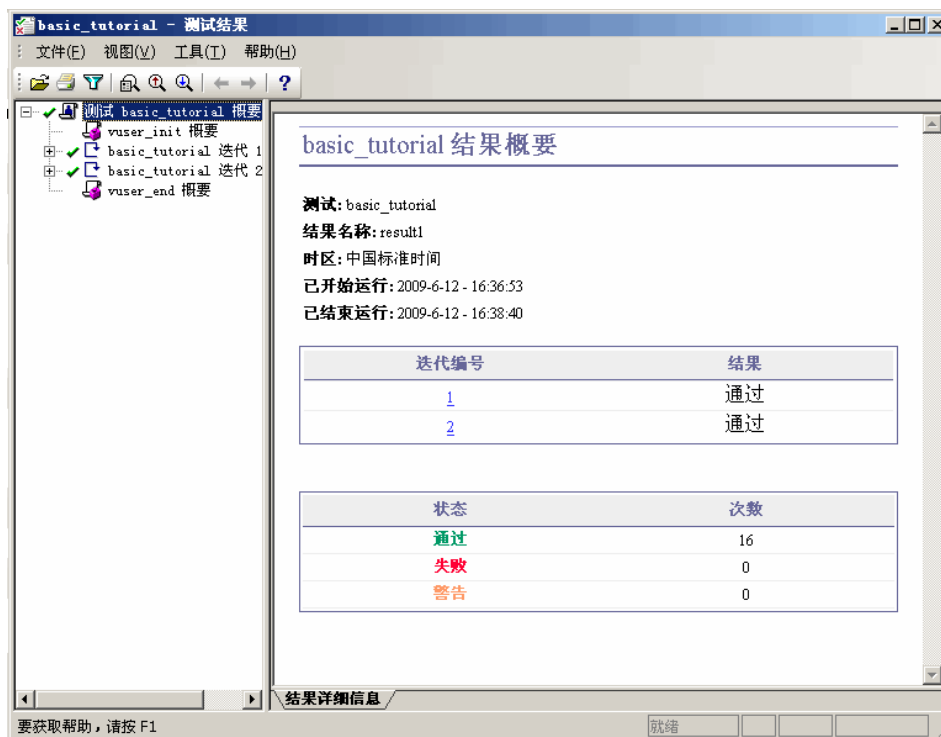 basic_tutorial - 测试结果
文件(F) 视图(V) 工具(T) 帮助(H)
?
测试 basic_tutorial 概要
vuser_init 概要
basic_tutorial 迭代 1
basic_tutorial 迭代 2
vuser_end 概要
basic_tutorial 结果概要
测试: basic_tutorial
结果名称: result1
时区: 中国标准时间
已开始运行: 2009-6-12 - 16:36:53
已结束运行: 2009-6-12 - 16:38:40
迭代编号 结果
1 通过
2 通过
状态 次数
通过 16
失败 0
警告 0
结果详细信息
要获取帮助，请按 F1 就绪